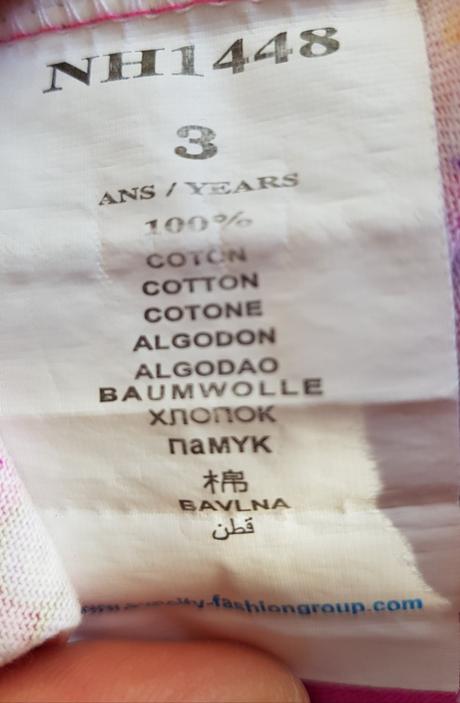 NH1448
3
ANS / YEARS
100%
COTON
COTTON
COTONE
ALGODON
ALGODAO
BAUMWOLLE
ХЛОПОК
ПаМУК
棉
BAVLNA
قطن